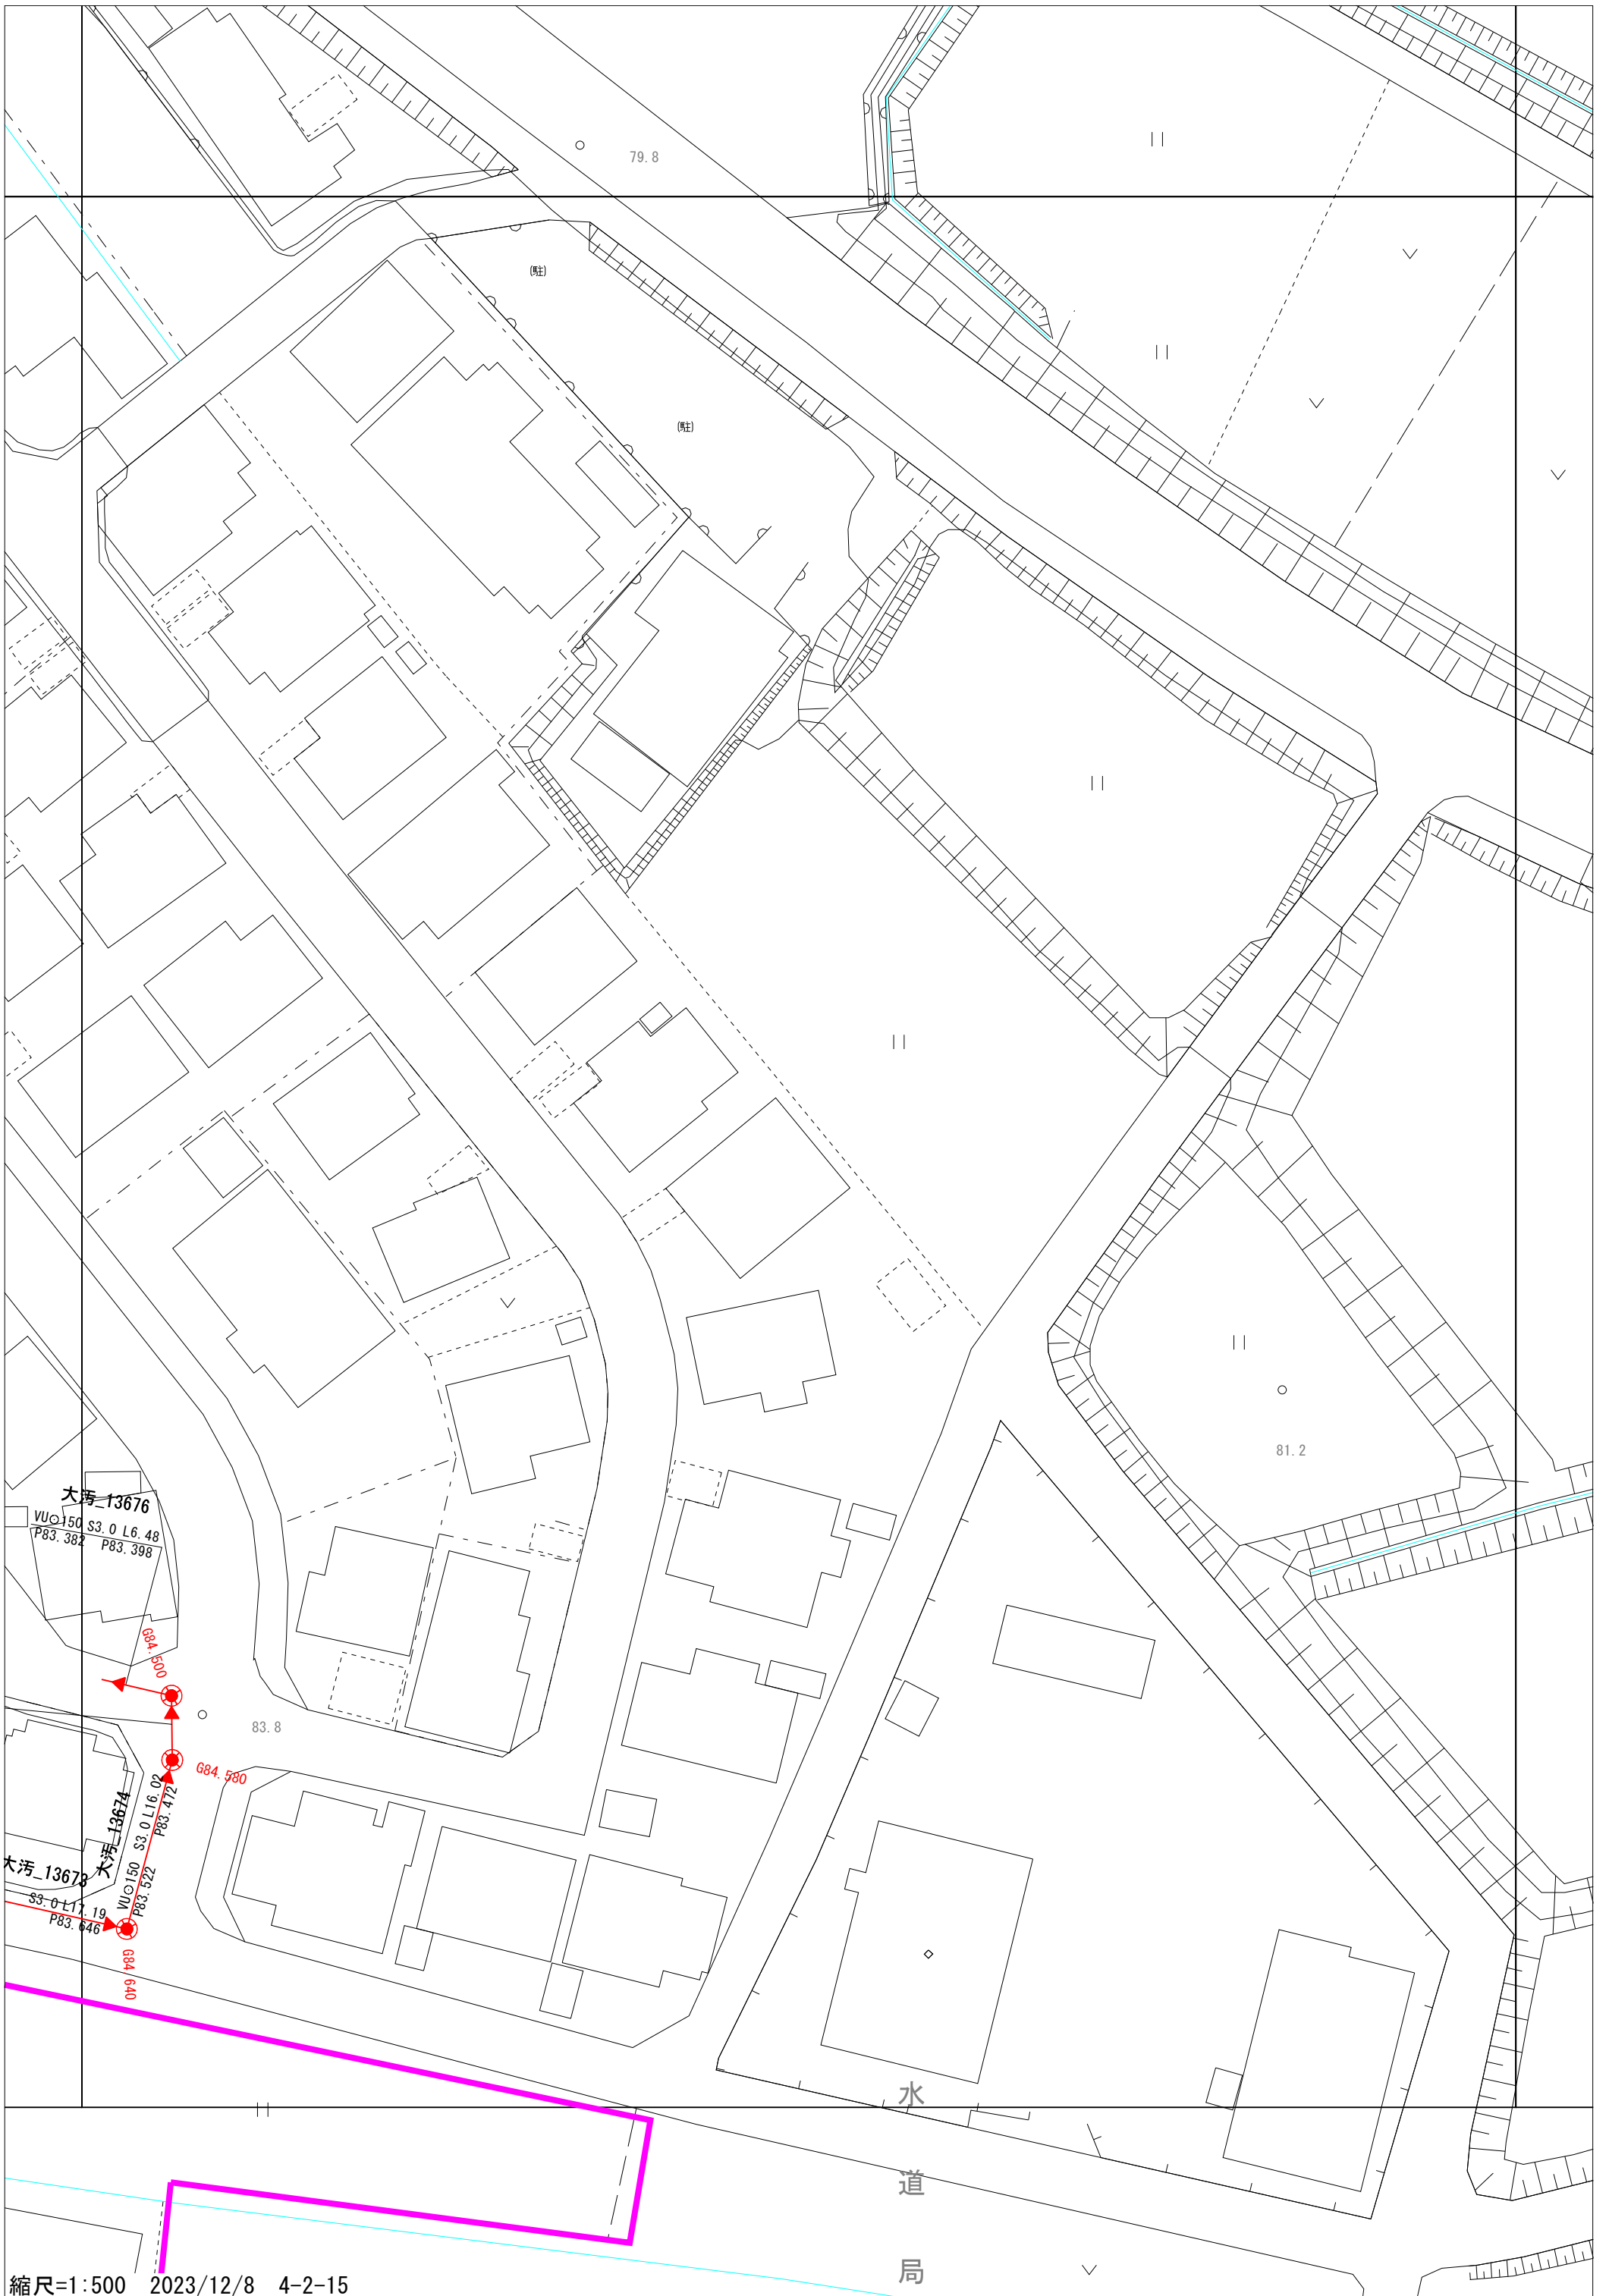 79.8
(駐)
(駐)
81.2
大汚_13676
VU⊙150 S3.0 L6.48
P83.382 P83.398
G84.500
83.8
G84.580
大汚_13674
VU⊙150 S3.0 L16.02
P83.522 P83.472
大汚_13673
S3.0 L17.19
P83.646
G84.640
水
道
局
縮尺=1:500 2023/12/8 4-2-15